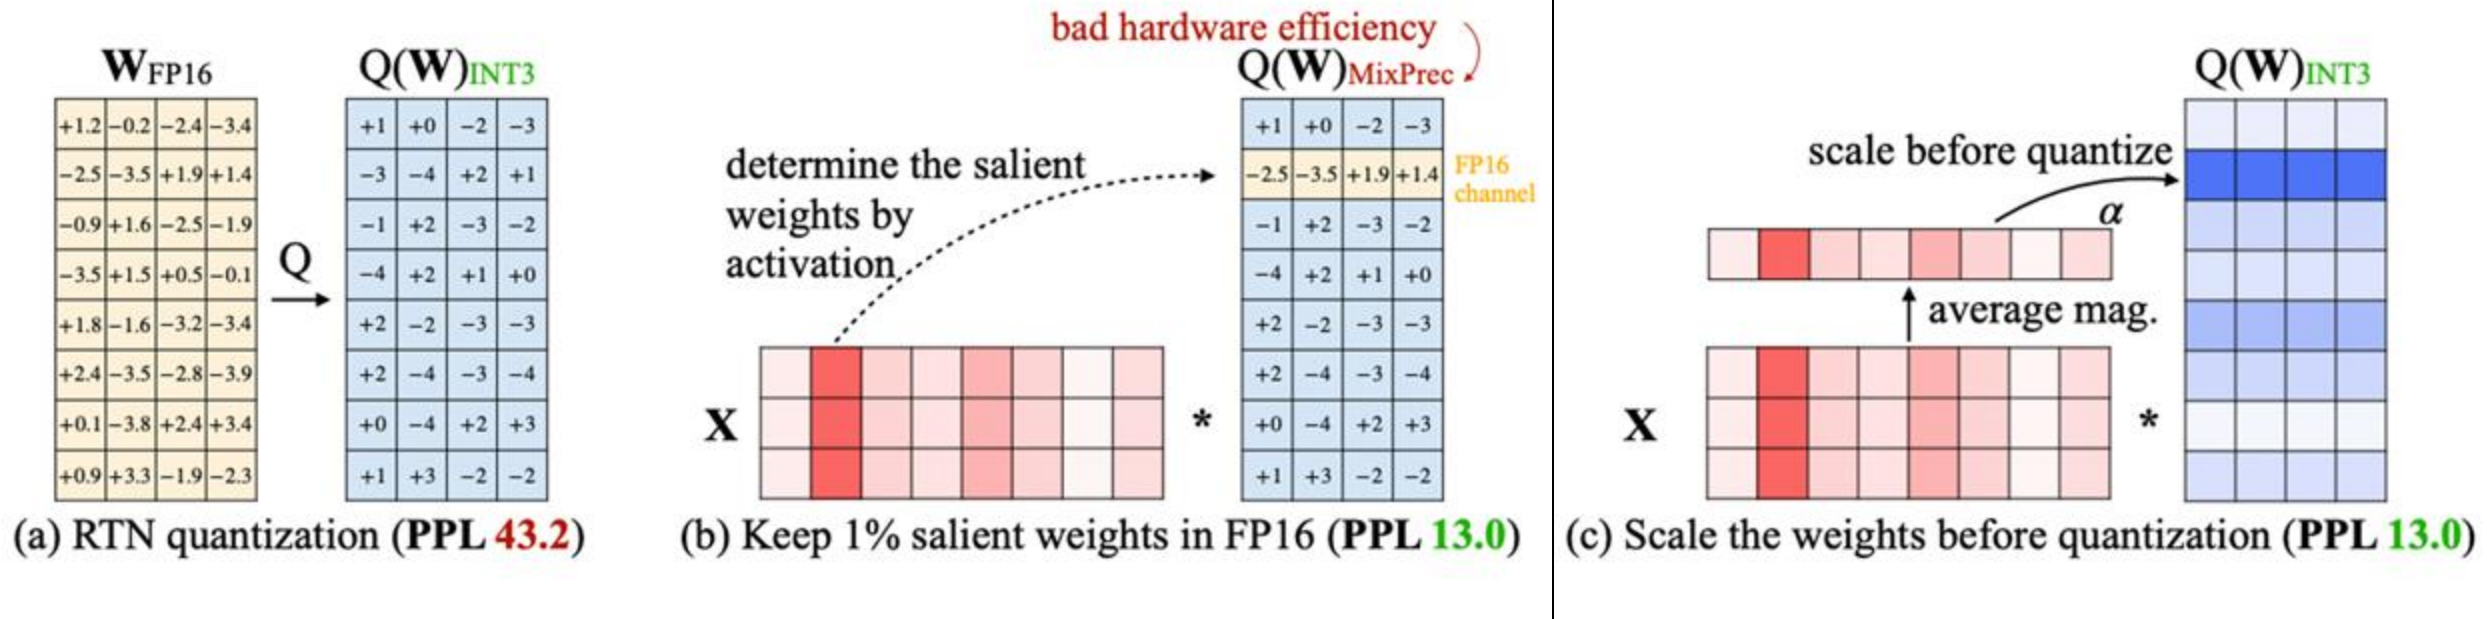 W_FP16
Q(W)_INT3
+1.2 −0.2 −2.4 −3.4
−2.5 −3.5 +1.9 +1.4
−0.9 +1.6 −2.5 −1.9
−3.5 +1.5 +0.5 −0.1
+1.8 −1.6 −3.2 −3.4
+2.4 −3.5 −2.8 −3.9
+0.1 −3.8 +2.4 +3.4
+0.9 +3.3 −1.9 −2.3
Q
+1 +0 −2 −3
−3 −4 +2 +1
−1 +2 −3 −2
−4 +2 +1 +0
+2 −2 −3 −3
+2 −4 −3 −4
+0 −4 +2 +3
+1 +3 −2 −2
(a) RTN quantization (PPL 43.2)
bad hardware efficiency
Q(W)_MixPrec
determine the salient
weights by
activation
+1 +0 −2 −3
−2.5 −3.5 +1.9 +1.4
−1 +2 −3 −2
−4 +2 +1 +0
+2 −2 −3 −3
+2 −4 −3 −4
+0 −4 +2 +3
+1 +3 −2 −2
FP16
channel
X
*
(b) Keep 1% salient weights in FP16 (PPL 13.0)
Q(W)_INT3
scale before quantize
α
average mag.
X
*
(c) Scale the weights before quantization (PPL 13.0)